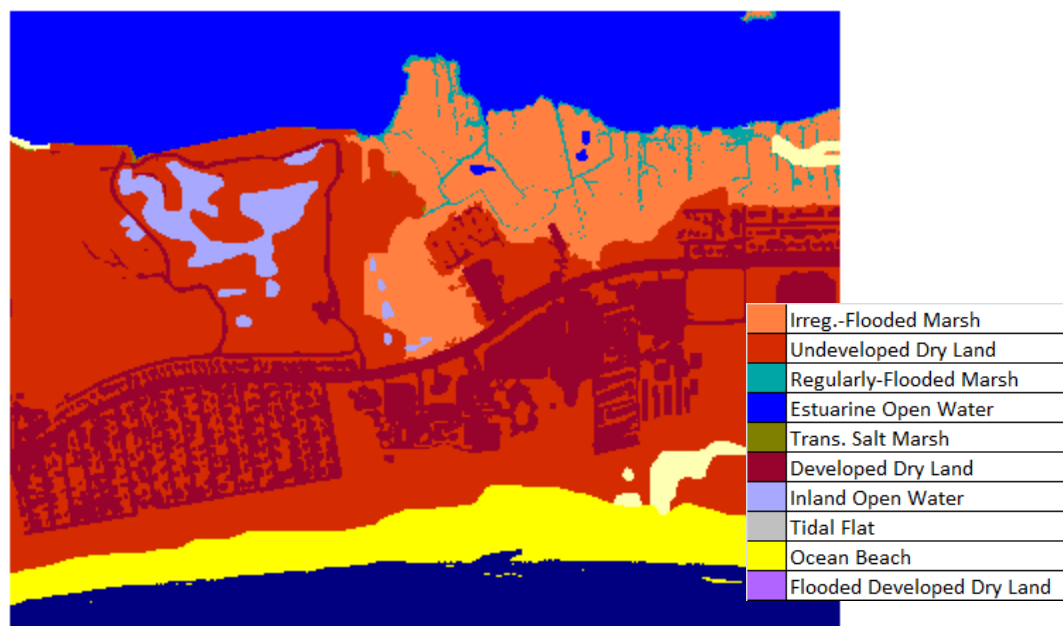 Irreg.-Flooded Marsh
Undeveloped Dry Land
Regularly-Flooded Marsh
Estuarine Open Water
Trans. Salt Marsh
Developed Dry Land
Inland Open Water
Tidal Flat
Ocean Beach
Flooded Developed Dry Land